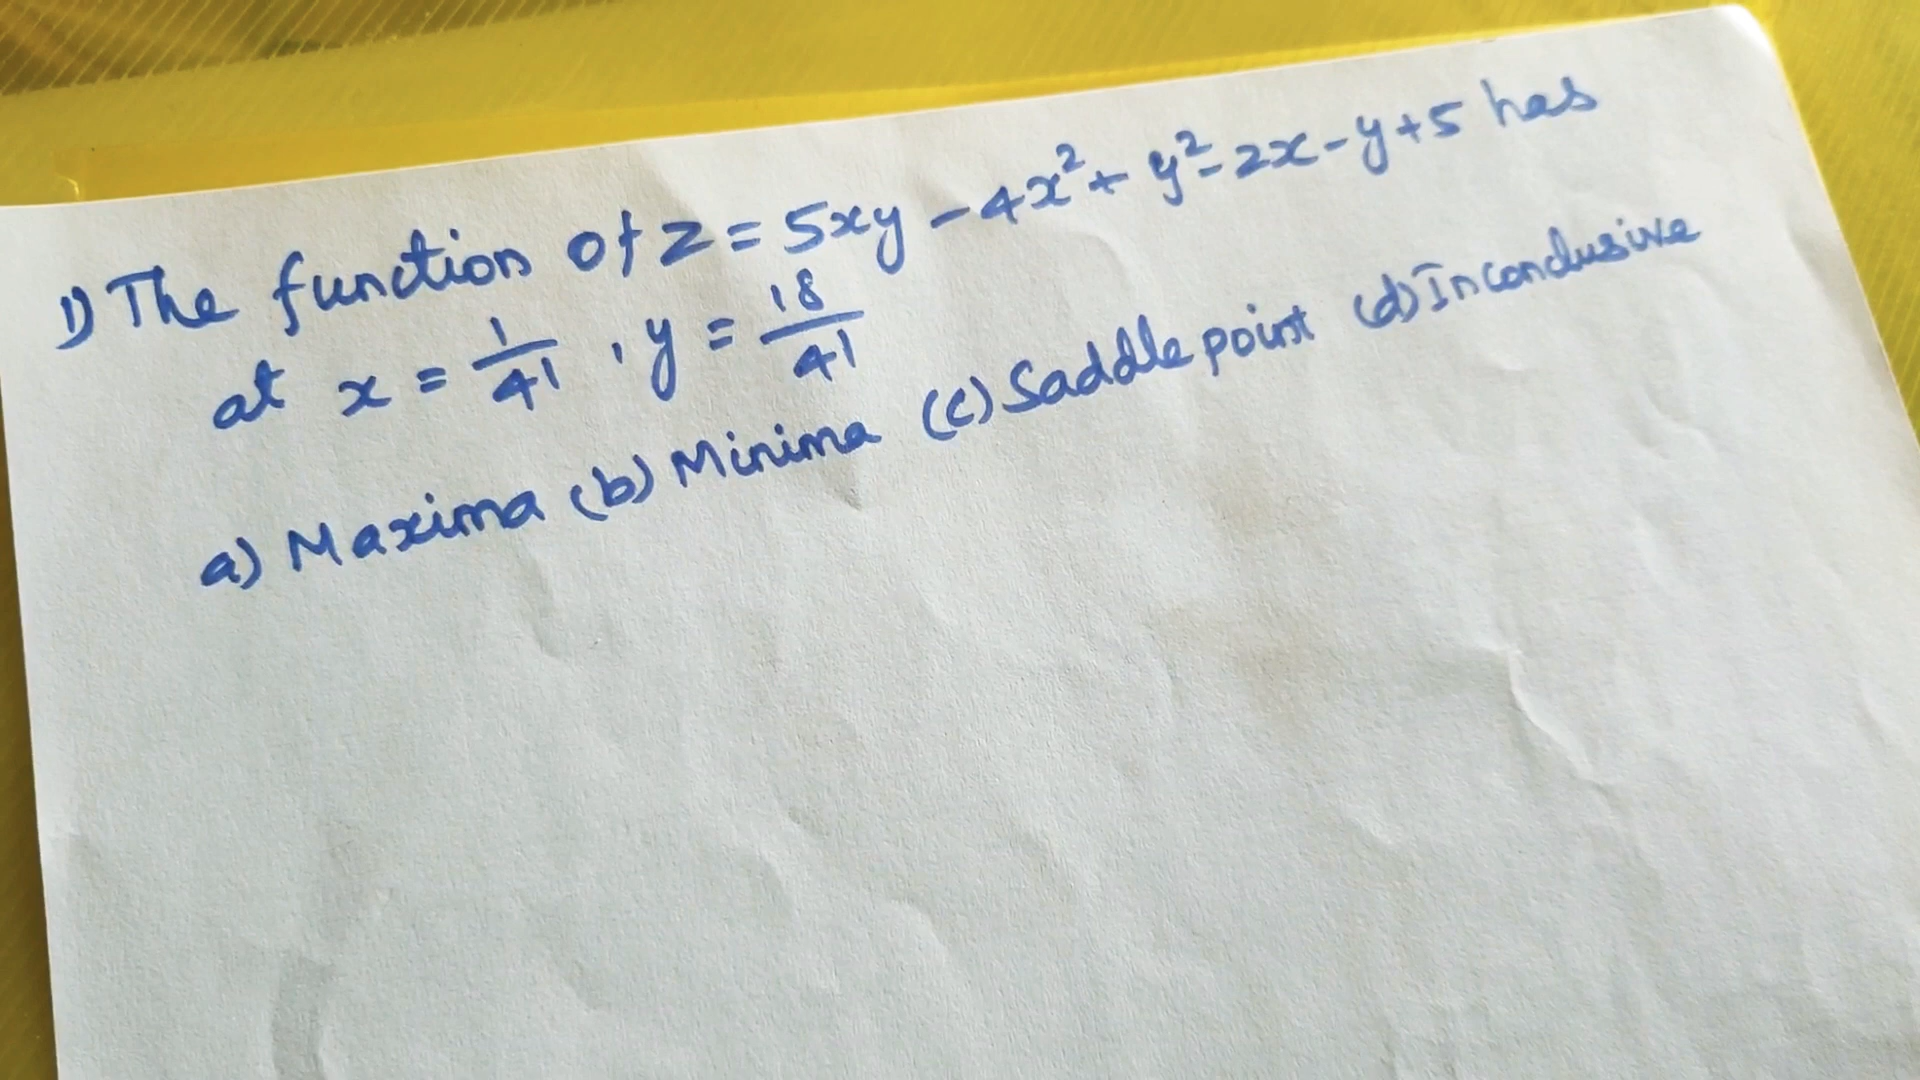 1) The function of z = 5xy - 4x² + y² - 2x - y + 5 has
at x = 1/41 , y = 18/41
a) Maxima (b) Minima (c) Saddle point (d) Inconclusive